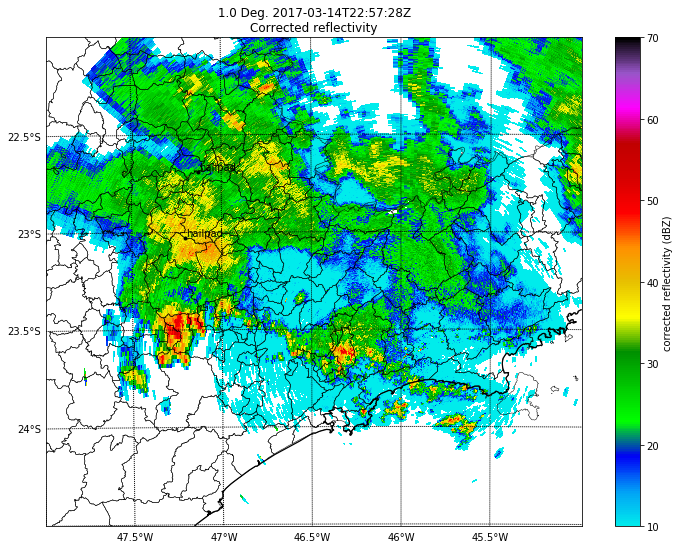 1.0 Deg. 2017-03-14T22:57:28Z
Corrected reflectivity
70
60
50
40
30
20
10
corrected reflectivity (dBZ)
22.5°S
23°S
23.5°S
24°S
hailpad
hailpad
47.5°W
47°W
46.5°W
46°W
45.5°W